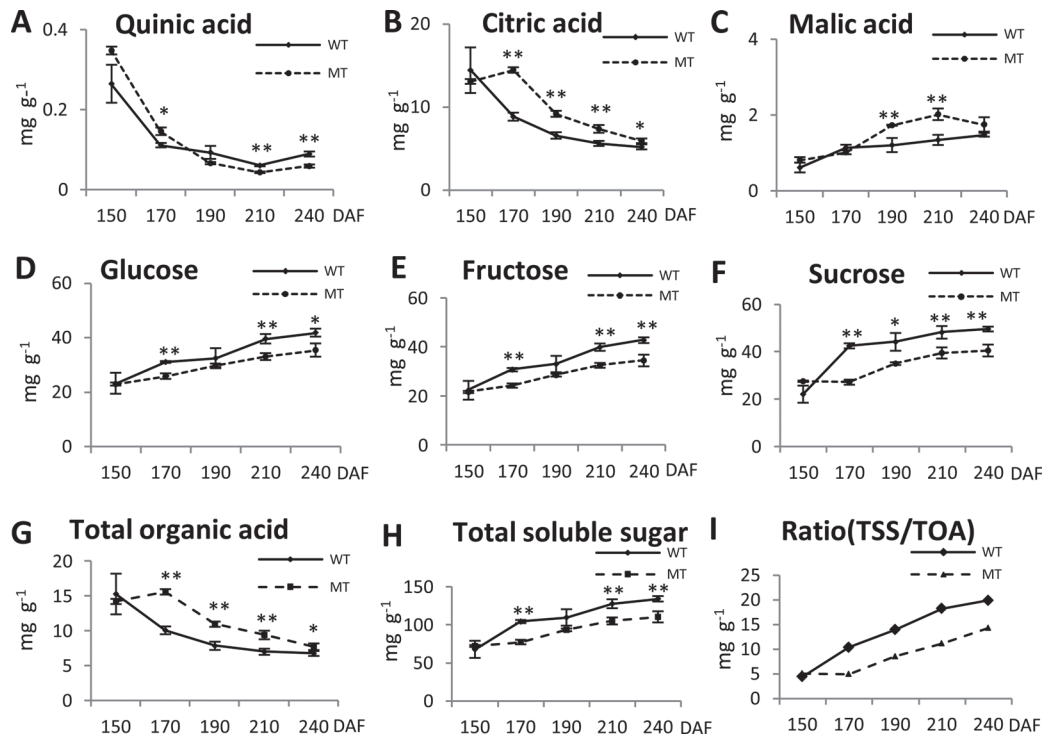 A Quinic acid
WT
MT
0.4
0.2
0
mg g-1
*
**
**
150 170 190 210 240 DAF
B Citric acid
WT
MT
20
10
0
mg g-1
**
**
**
*
150 170 190 210 240 DAF
C Malic acid
WT
MT
4
2
0
mg g-1
**
**
150 170 190 210 240 DAF
D Glucose
WT
MT
60
40
20
0
mg g-1
**
**
*
150 170 190 210 240 DAF
E Fructose
WT
MT
60
40
20
0
mg g-1
**
**
**
150 170 190 210 240 DAF
F Sucrose
WT
MT
60
40
20
0
mg g-1
**
*
**
**
150 170 190 210 240 DAF
G Total organic acid
WT
MT
20
15
10
5
0
mg g-1
**
**
**
*
150 170 190 210 240 DAF
H Total soluble sugar
WT
MT
150
100
50
0
mg g-1
**
**
**
150 170 190 210 240 DAF
I Ratio(TSS/TOA)
WT
MT
25
20
15
10
5
0
mg g-1
150 170 190 210 240 DAF